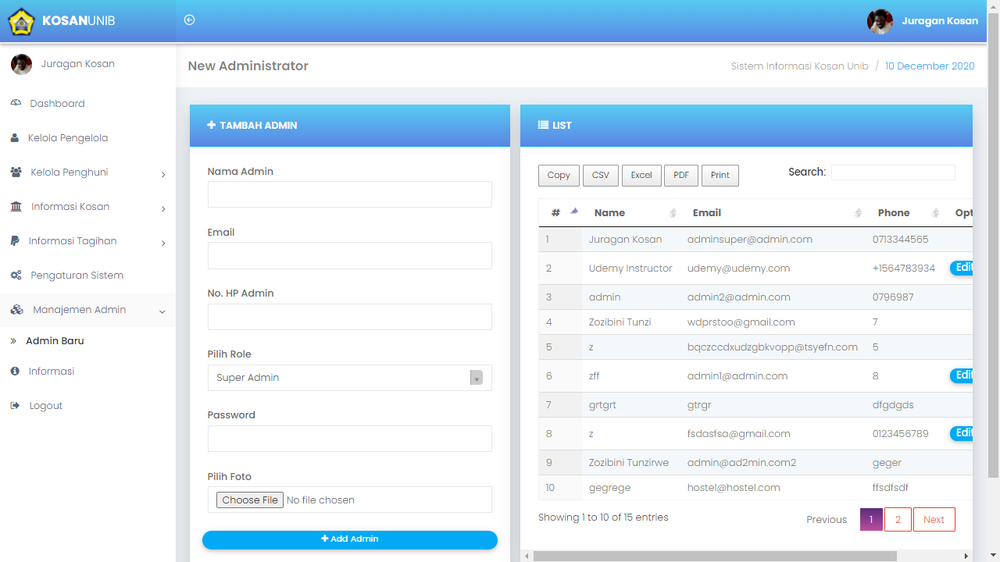 KOSANUNIB
Juragan Kosan
Juragan Kosan
Dashboard
Kelola Pengelola
Kelola Penghuni
Informasi Kosan
Informasi Tagihan
Pengaturan Sistem
Manajemen Admin
Admin Baru
Informasi
Logout
New Administrator
Sistem Informasi Kosan Unib / 10 December 2020
TAMBAH ADMIN
Nama Admin
Email
No. HP Admin
Pilih Role
Super Admin
Password
Pilih Foto
Choose File No file chosen
Add Admin
LIST
Copy CSV Excel PDF Print Search:
# Name Email Phone Opt
1 Juragan Kosan adminsuper@admin.com 0713344565
2 Udemy Instructor udemy@udemy.com +1564783934 Edit
3 admin admin2@admin.com 0796987
4 Zozibini Tunzi wdprstoo@gmail.com 7
5 z bqczccdxudzgbkvopp@tsyefn.com 5
6 zff admin1@admin.com 8 Edit
7 grtgrt gtrgr dfgdgds
8 z fsdasfsa@gmail.com 0123456789 Edit
9 Zozibini Tunzirwe admin@ad2min.com2 geger
10 gegrege hostel@hostel.com ffsdfsdf
Showing 1 to 10 of 15 entries
Previous 1 2 Next